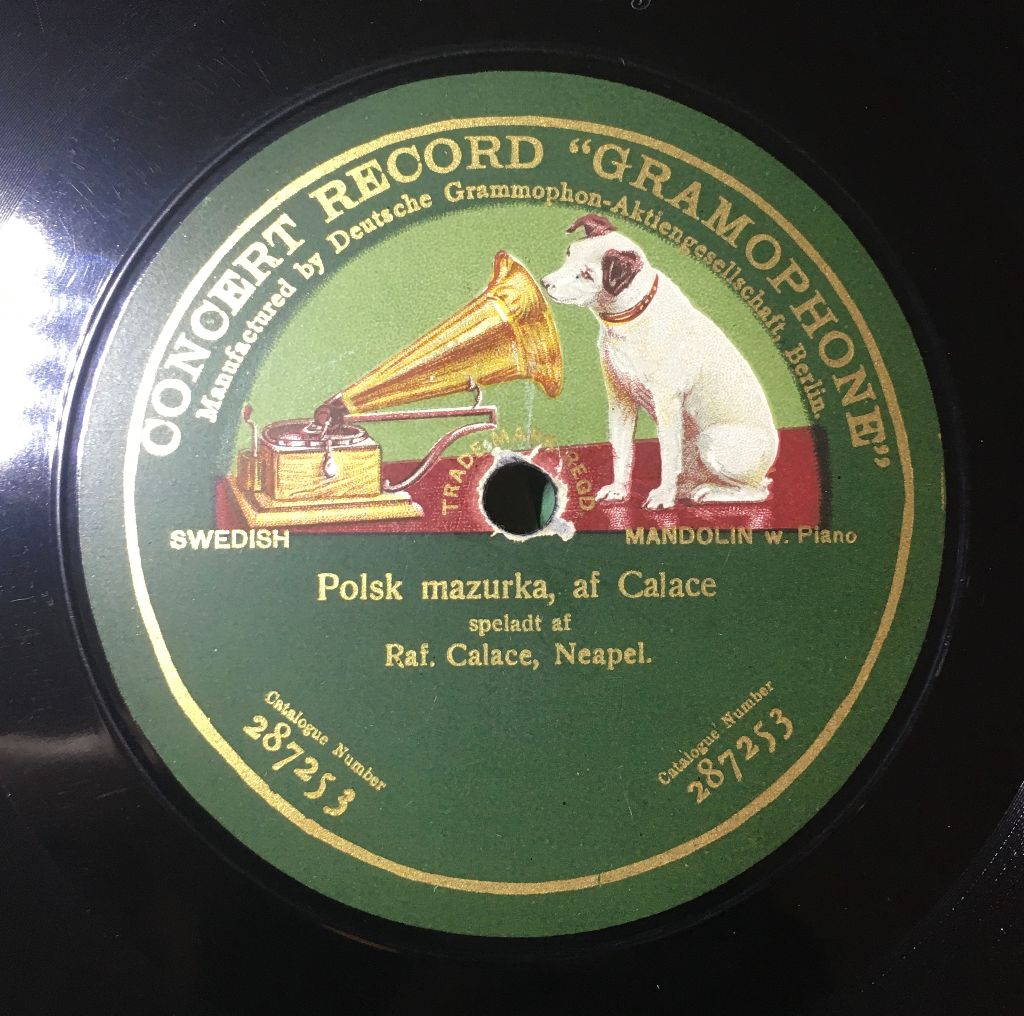 CONCERT RECORD “GRAMOPHONE”
Manufactured by Deutsche Grammophon-Aktiengesellschaft, Berlin.
TRADE-MARK REGD.
SWEDISH
MANDOLIN w. Piano
Polsk mazurka, af Calace
speladt af
Raf. Calace, Neapel.
Catalogue Number
287253
Catalogue Number
287253